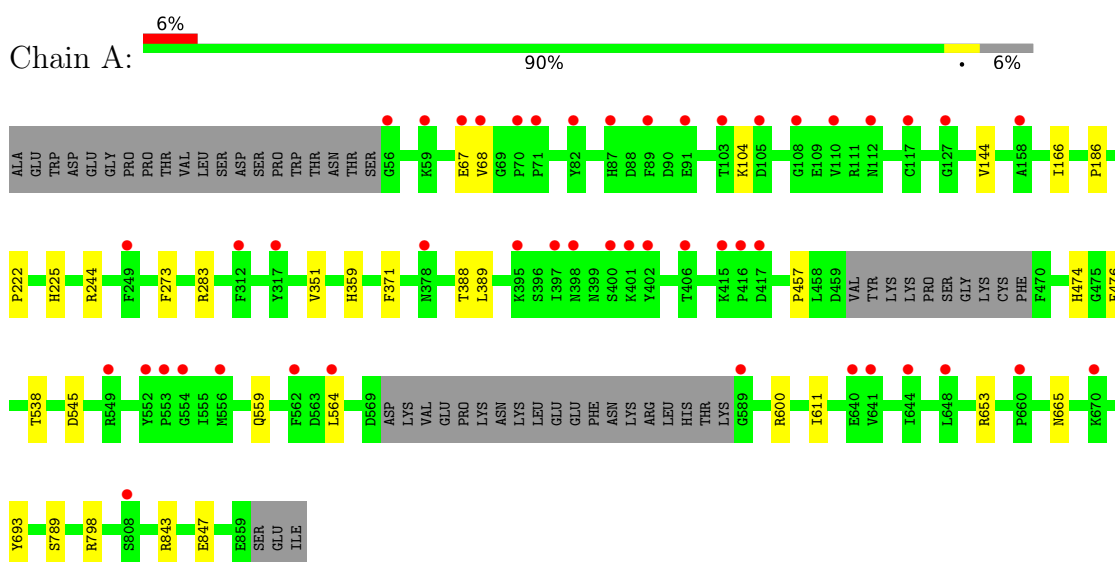 6%
Chain A:
90% • 6%
ALA GLU TRP ASP GLU GLY PRO PRO THR VAL LEU SER ASP SER PRO TRP THR ASN THR SER G56 K59 E67 V68 G69 P70 P71 Y82 H87 D88 F89 D90 E91 T103 K104 D105 G108 E109 V110 R111 N112 C117 G127 V144 A158 I166 P186
P222 H225 R244 F249 F273 R283 F312 Y317 V351 H359 F371 N378 T388 L389 K395 S396 I397 N398 N399 S400 K401 Y402 T406 K415 P416 D417 P457 L458 D459 VAL TYR LYS LYS PRO SER GLY LYS CYS PHE F470 H474 G475 E476
T538 D545 R549 Y552 P553 G554 I555 M556 Q559 F562 D563 L564 D569 ASP LYS VAL GLU PRO LYS ASN LYS LEU GLU GLU PHE ASN LYS ARG LEU HIS THR LYS G589 R600 I611 E640 V641 I644 L648 R653 P660 N665 K670
Y693 S789 R798 S808 R843 E847 E859 SER GLU ILE